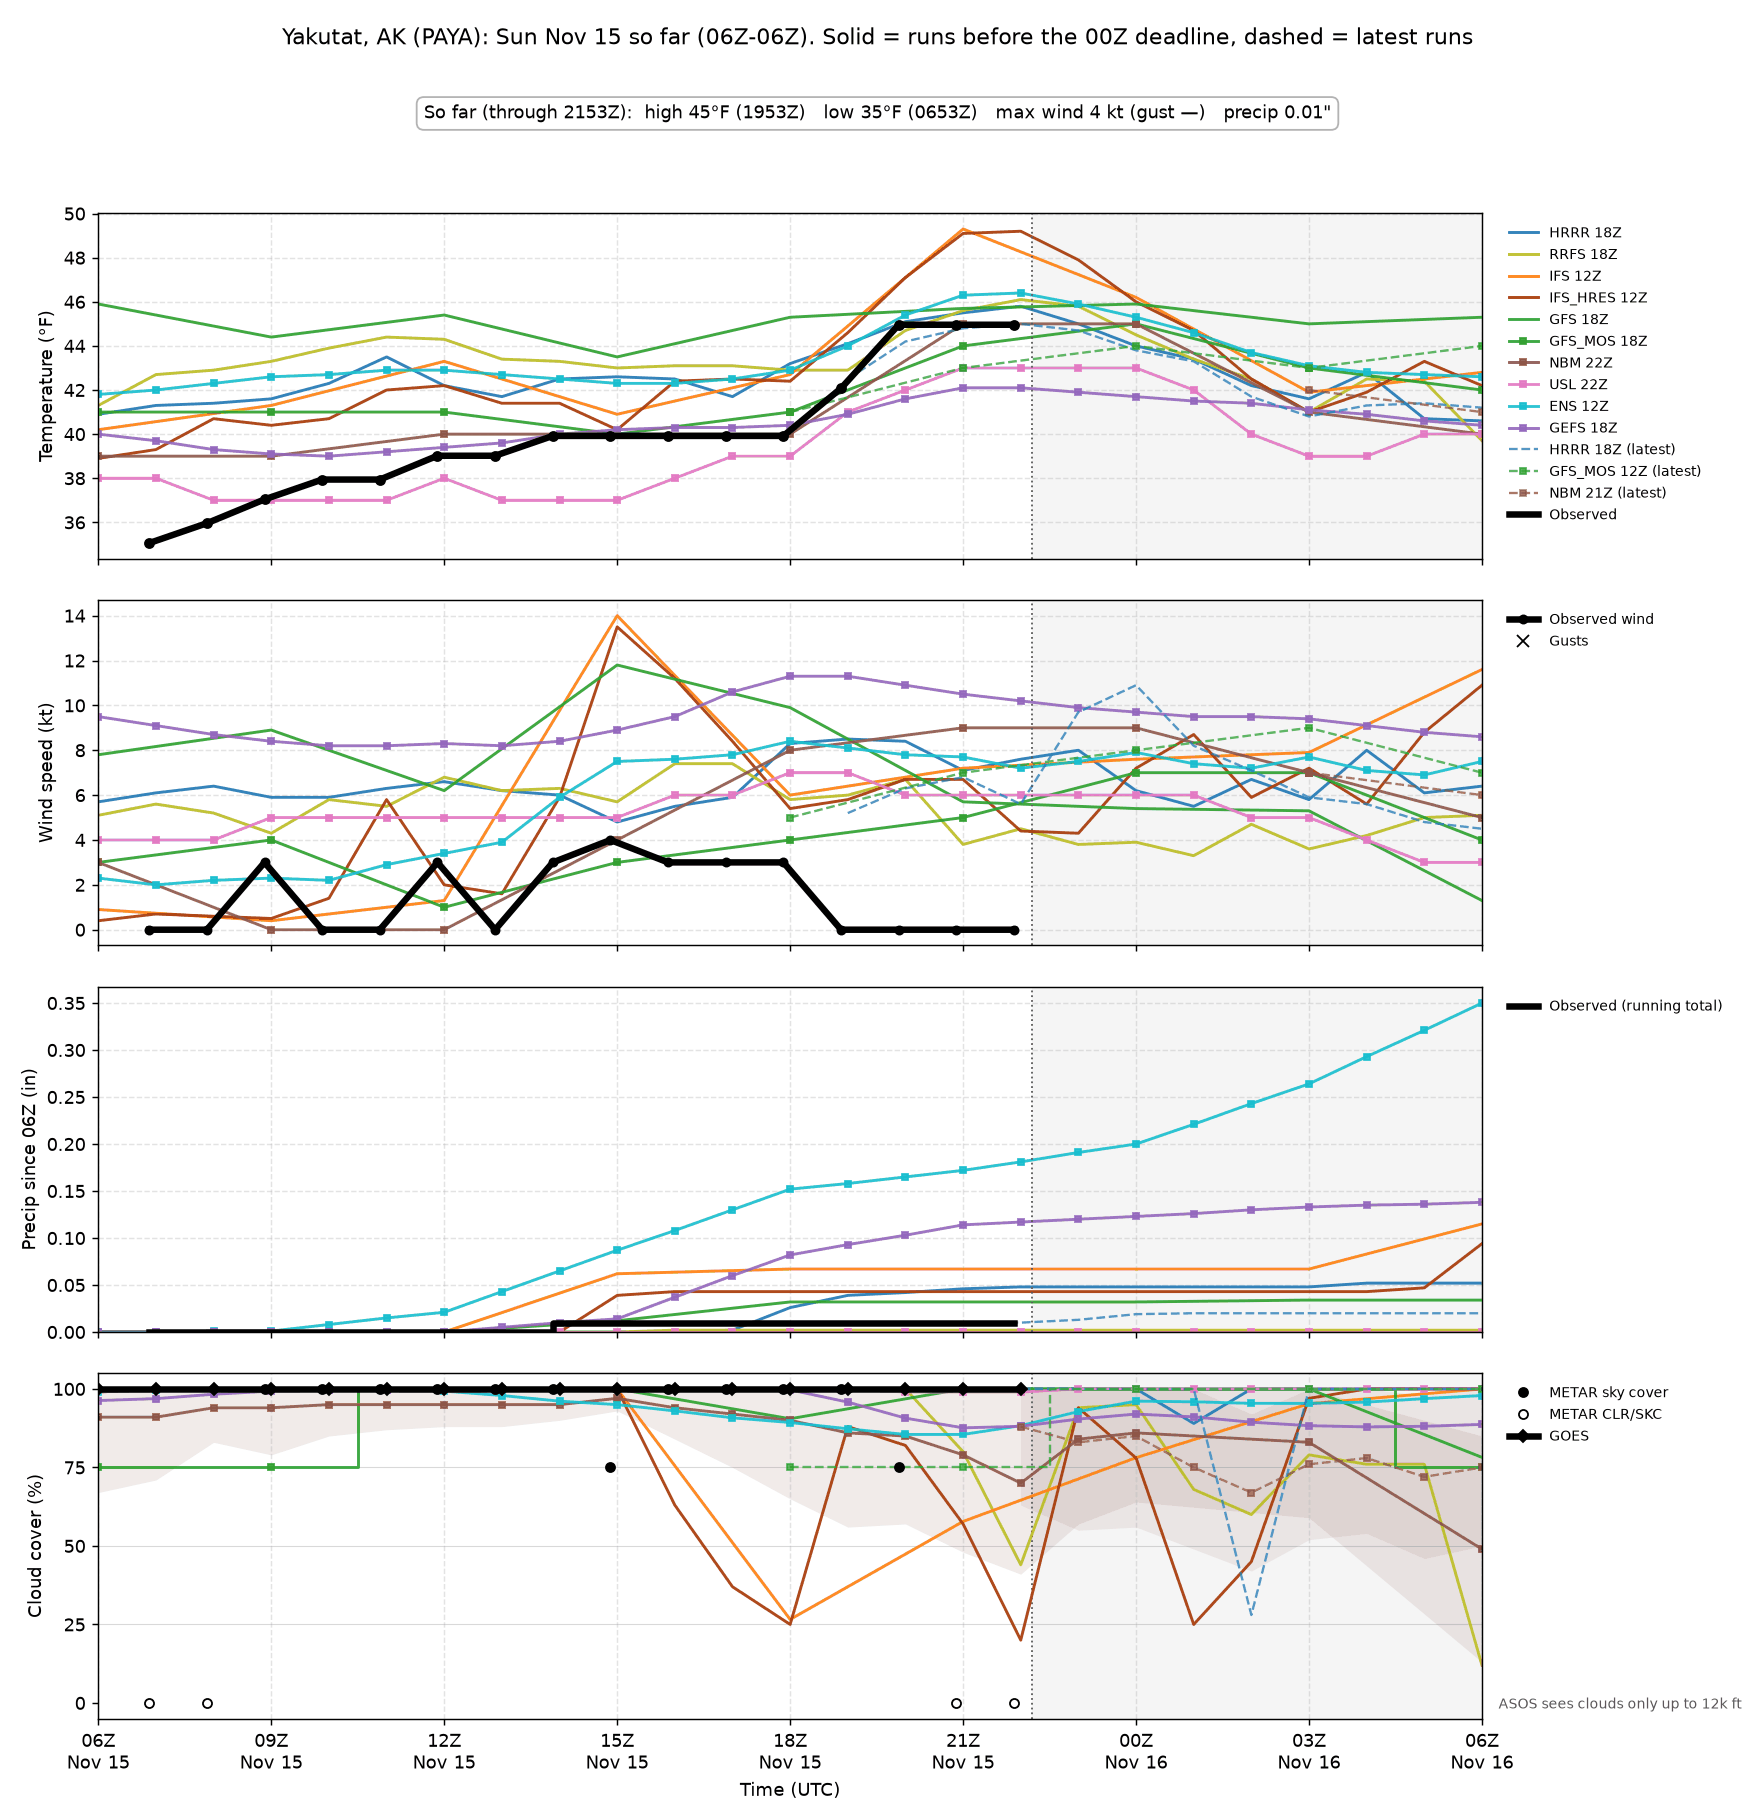 Yakutat, AK (PAYA): Sun Nov 15 so far (06Z-06Z). Solid = runs before the 00Z deadline, dashed = latest runs
So far (through 2153Z):  high 45°F (1953Z)   low 35°F (0653Z)   max wind 4 kt (gust —)   precip 0.01"
Temperature (°F)
50
48
46
44
42
40
38
36
HRRR 18Z
RRFS 18Z
IFS 12Z
IFS_HRES 12Z
GFS 18Z
GFS_MOS 18Z
NBM 22Z
USL 22Z
ENS 12Z
GEFS 18Z
HRRR 18Z (latest)
GFS_MOS 12Z (latest)
NBM 21Z (latest)
Observed
Wind speed (kt)
14
12
10
8
6
4
2
0
Observed wind
Gusts
Precip since 06Z (in)
0.35
0.30
0.25
0.20
0.15
0.10
0.05
0.00
Observed (running total)
Cloud cover (%)
100
75
50
25
0
METAR sky cover
METAR CLR/SKC
GOES
ASOS sees clouds only up to 12k ft
06Z 09Z 12Z 15Z 18Z 21Z 00Z 03Z 06Z
Nov 15 Nov 15 Nov 15 Nov 15 Nov 15 Nov 15 Nov 16 Nov 16 Nov 16
Time (UTC)